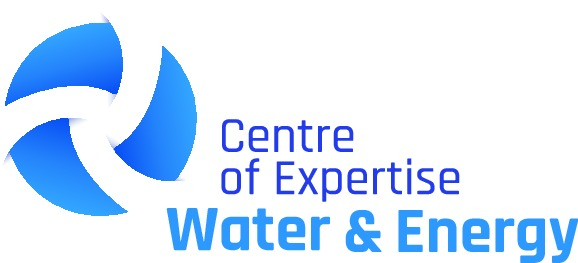 Centre
of Expertise
Water & Energy